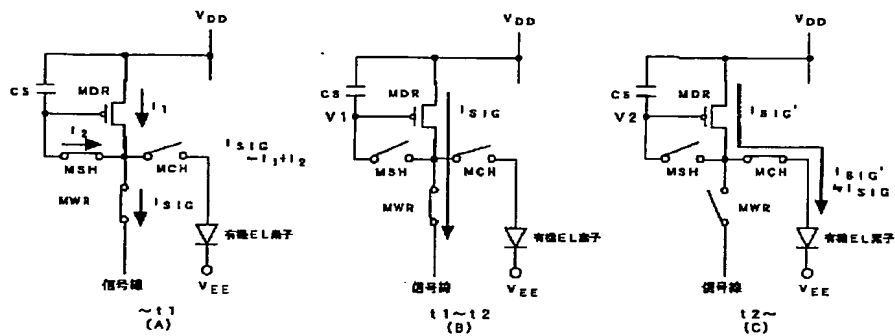 VDD
CS
MDR
I1
I2
MSH
MCH
ISIG
~I1+I2
MWR
ISIG
有機EL素子
信号線
VEE
~t1
(A)
VDD
CS
MDR
V1
ISIG
MSH
MCH
MWR
有機EL素子
信号線
VEE
t1~t2
(B)
VDD
CS
MDR
V2
ISIG'
MSH
MCH
ISIG'
≒ISIG
MWR
有機EL素子
信号線
VEE
t2~
(C)